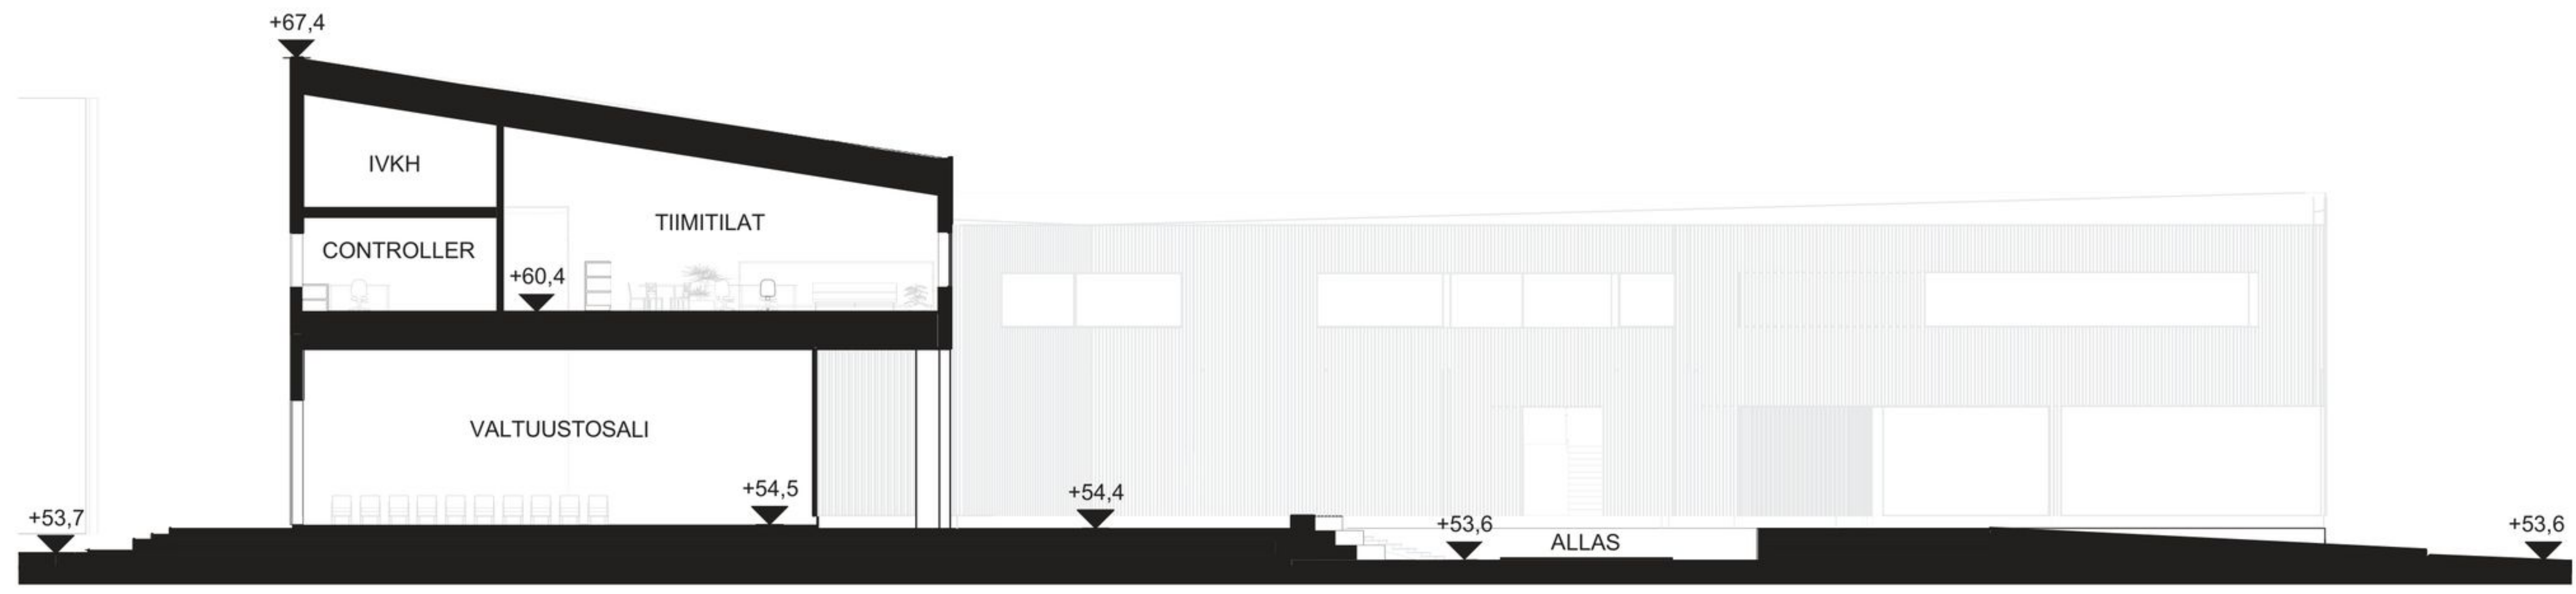 +67,4
IVKH
TIIMITILAT
CONTROLLER
+60,4
VALTUUSTOSALI
+54,5
+54,4
+53,7
+53,6
ALLAS
+53,6